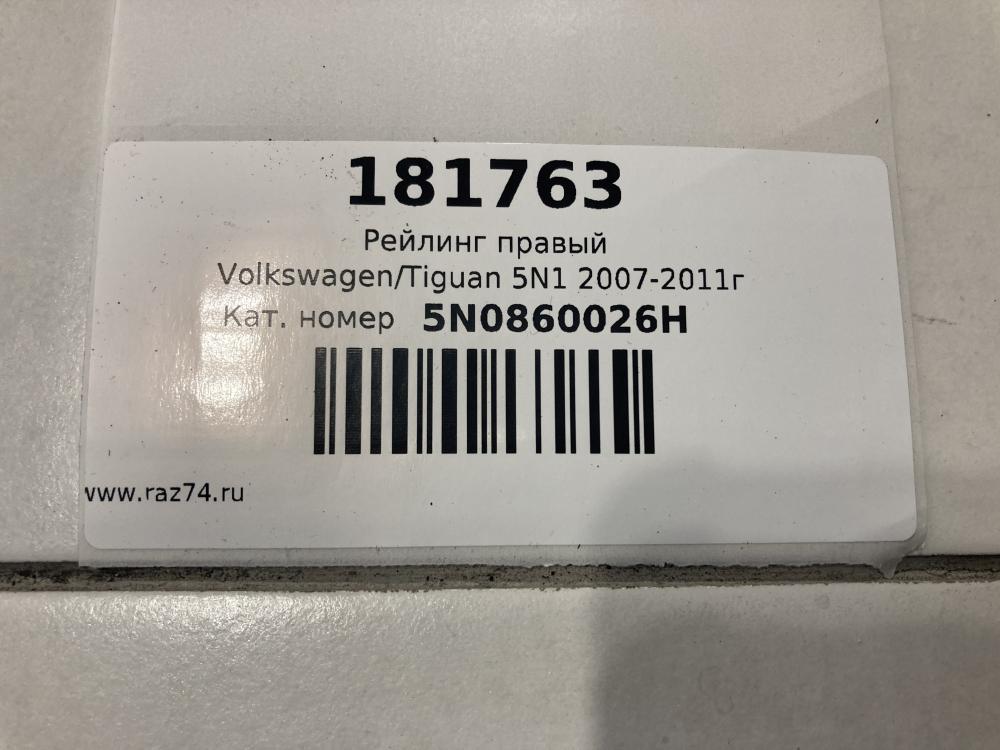 181763
Рейлинг правый
Volkswagen/Tiguan 5N1 2007-2011г
Кат. номер 5N0860026H
www.raz74.ru